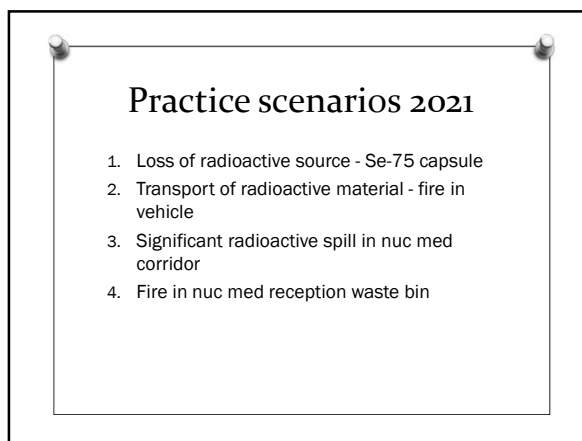 Practice scenarios 2021
1. Loss of radioactive source - Se-75 capsule
2. Transport of radioactive material - fire in
vehicle
3. Significant radioactive spill in nuc med
corridor
4. Fire in nuc med reception waste bin